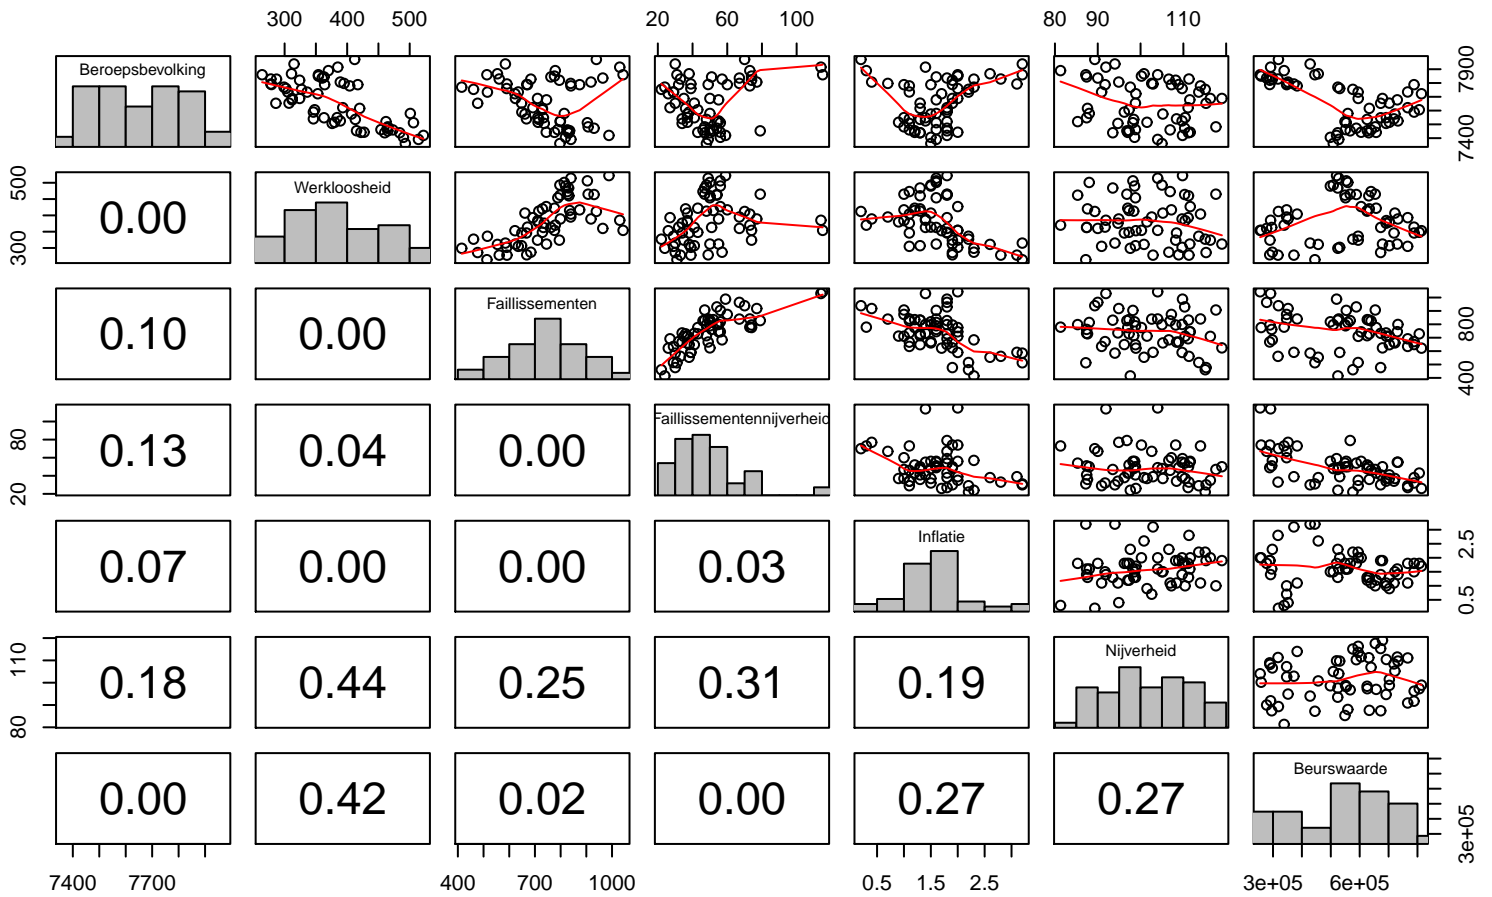 300 400 500 20 60 100 80 90 110
Beroepsbevolking
7400 7900
300 500
0.00
Werkloosheid
0.10
0.00
Faillissementen
400 800
20 80
0.13
0.04
0.00
Faillissementennijverheid
0.07
0.00
0.00
0.03
Inflatie
0.5 2.5
80 110
0.18
0.44
0.25
0.31
0.19
Nijverheid
0.00
0.42
0.02
0.00
0.27
0.27
Beurswaarde
3e+05
7400 7700 400 700 1000 0.5 1.5 2.5 3e+05 6e+05